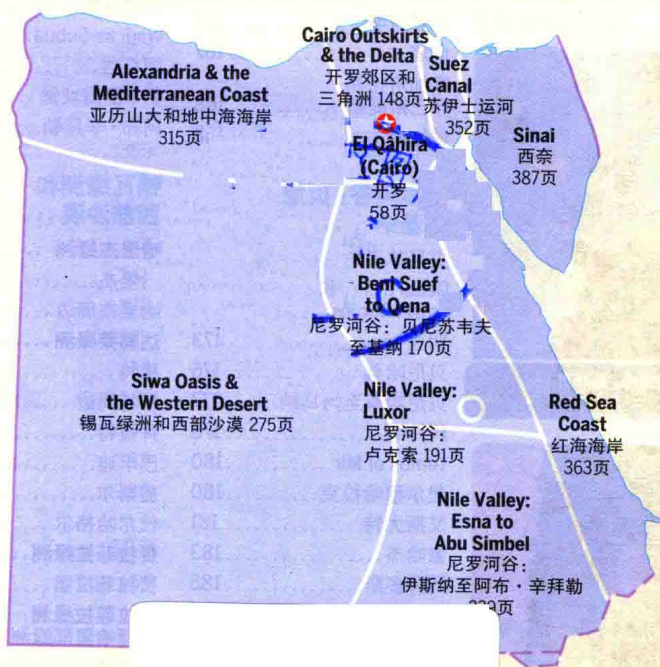 Cairo Outskirts
& the Delta
开罗郊区和
三角洲 148页
Suez
Canal
苏伊士运河
352页
Alexandria & the
Mediterranean Coast
亚历山大和地中海海岸
315页
Sinai
西奈
387页
El Qâhira
(Cairo)
开罗
58页
Nile Valley:
Beni Suef
to Qena
尼罗河谷：贝尼苏韦夫
至基纳 170页
Siwa Oasis &
the Western Desert
锡瓦绿洲和西部沙漠 275页
Nile Valley:
Luxor
尼罗河谷：
卢克索 191页
Red Sea
Coast
红海海岸
363页
Nile Valley:
Esna to
Abu Simbel
尼罗河谷：
伊斯纳至阿布·辛拜勒
页